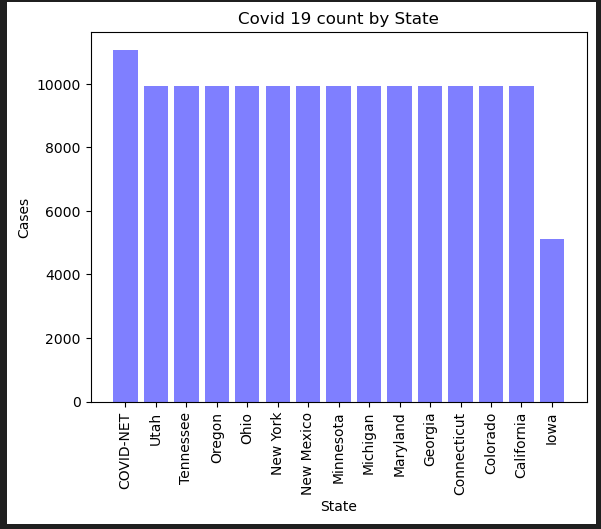 Covid 19 count by State
Cases
10000
8000
6000
4000
2000
0
COVID-NET
Utah
Tennessee
Oregon
Ohio
New York
New Mexico
Minnesota
Michigan
Maryland
Georgia
Connecticut
Colorado
California
Iowa
State